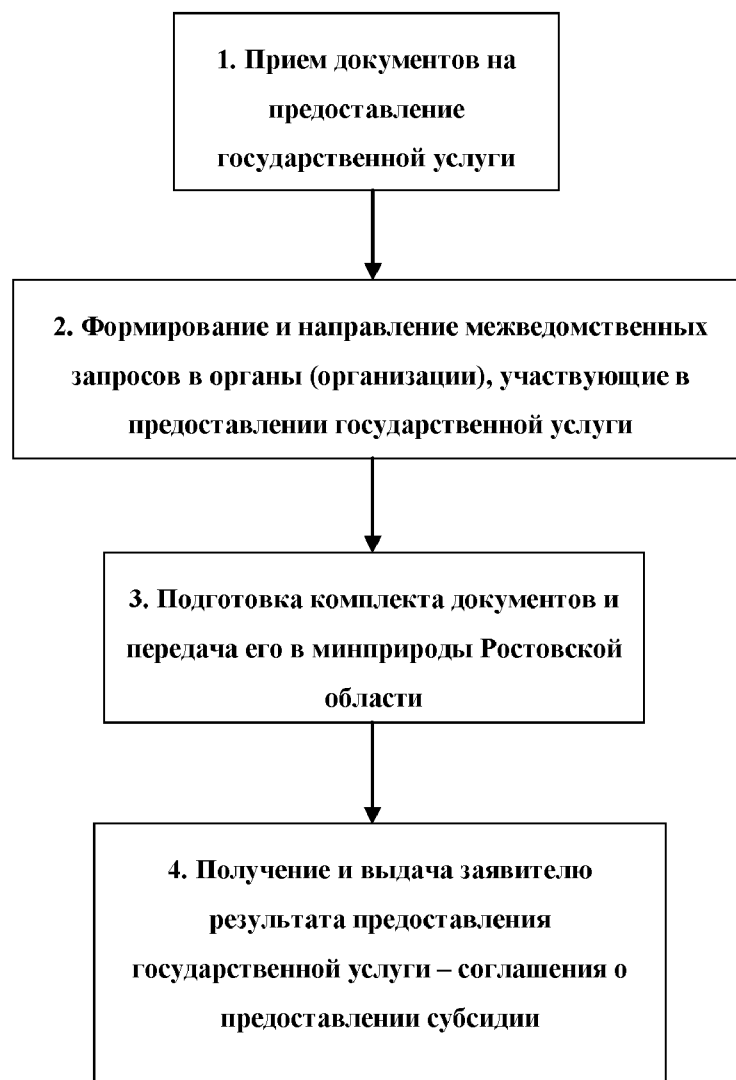 1. Прием документов на
предоставление
государственной услуги
2. Формирование и направление межведомственных
запросов в органы (организации), участвующие в
предоставлении государственной услуги
3. Подготовка комплекта документов и
передача его в минприроды Ростовской
области
4. Получение и выдача заявителю
результата предоставления
государственной услуги – соглашения о
предоставлении субсидии